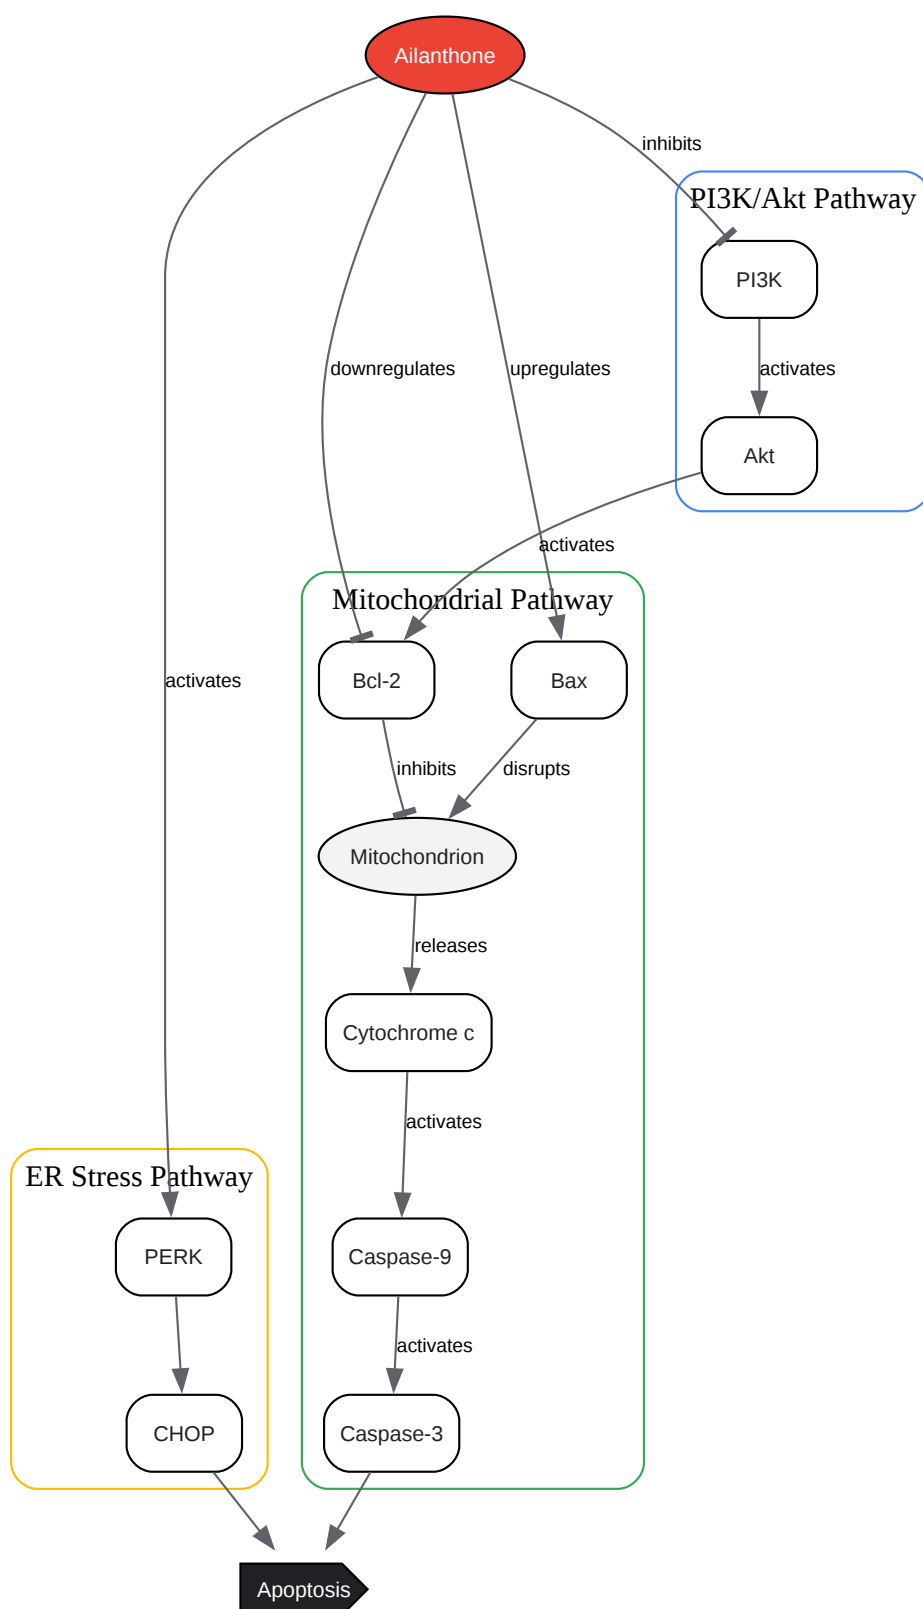 Ailanthone
inhibits
PI3K/Akt Pathway
PI3K
downregulates
upregulates
activates
Akt
activates
Mitochondrial Pathway
Bcl-2
Bax
activates
inhibits
disrupts
Mitochondrion
releases
Cytochrome c
activates
ER Stress Pathway
PERK
Caspase-9
activates
CHOP
Caspase-3
Apoptosis